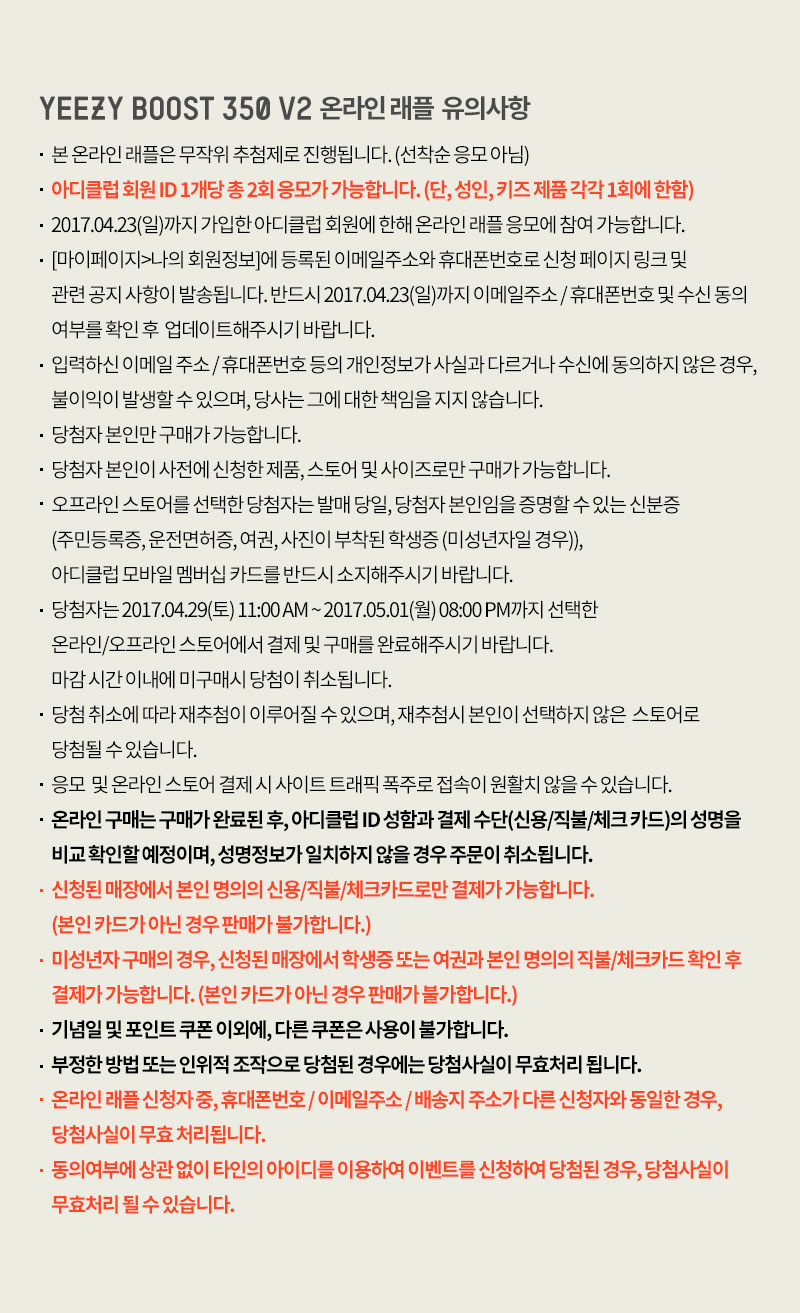 YEEZY BOOST 350 V2 온라인 래플 유의사항
· 본 온라인 래플은 무작위 추첨제로 진행됩니다. (선착순 응모 아님)
· 아디클럽 회원 ID 1개당 총 2회 응모가 가능합니다. (단, 성인, 키즈 제품 각각 1회에 한함)
· 2017.04.23(일)까지 가입한 아디클럽 회원에 한해 온라인 래플 응모에 참여 가능합니다.
· [마이페이지>나의 회원정보]에 등록된 이메일주소와 휴대폰번호로 신청 페이지 링크 및
관련 공지 사항이 발송됩니다. 반드시 2017.04.23(일)까지 이메일주소 / 휴대폰번호 및 수신 동의
여부를 확인 후 업데이트해주시기 바랍니다.
· 입력하신 이메일 주소 / 휴대폰번호 등의 개인정보가 사실과 다르거나 수신에 동의하지 않은 경우,
불이익이 발생할 수 있으며, 당사는 그에 대한 책임을 지지 않습니다.
· 당첨자 본인만 구매가 가능합니다.
· 당첨자 본인이 사전에 신청한 제품, 스토어 및 사이즈로만 구매가 가능합니다.
· 오프라인 스토어를 선택한 당첨자는 발매 당일, 당첨자 본인임을 증명할 수 있는 신분증
(주민등록증, 운전면허증, 여권, 사진이 부착된 학생증 (미성년자일 경우)),
아디클럽 모바일 멤버십 카드를 반드시 소지해주시기 바랍니다.
· 당첨자는 2017.04.29(토) 11:00 AM ~ 2017.05.01(월) 08:00 PM까지 선택한
온라인/오프라인 스토어에서 결제 및 구매를 완료해주시기 바랍니다.
마감 시간 이내에 미구매시 당첨이 취소됩니다.
· 당첨 취소에 따라 재추첨이 이루어질 수 있으며, 재추첨시 본인이 선택하지 않은 스토어로
당첨될 수 있습니다.
· 응모 및 온라인 스토어 결제 시 사이트 트래픽 폭주로 접속이 원활치 않을 수 있습니다.
· 온라인 구매는 구매가 완료된 후, 아디클럽 ID 성함과 결제 수단(신용/직불/체크 카드)의 성명을
비교 확인할 예정이며, 성명정보가 일치하지 않을 경우 주문이 취소됩니다.
· 신청된 매장에서 본인 명의의 신용/직불/체크카드로만 결제가 가능합니다.
(본인 카드가 아닌 경우 판매가 불가합니다.)
· 미성년자 구매의 경우, 신청된 매장에서 학생증 또는 여권과 본인 명의의 직불/체크카드 확인 후
결제가 가능합니다. (본인 카드가 아닌 경우 판매가 불가합니다.)
· 기념일 및 포인트 쿠폰 이외에, 다른 쿠폰은 사용이 불가합니다.
· 부정한 방법 또는 인위적 조작으로 당첨된 경우에는 당첨사실이 무효처리 됩니다.
· 온라인 래플 신청자 중, 휴대폰번호 / 이메일주소 / 배송지 주소가 다른 신청자와 동일한 경우,
당첨사실이 무효 처리됩니다.
· 동의여부에 상관 없이 타인의 아이디를 이용하여 이벤트를 신청하여 당첨된 경우, 당첨사실이
무효처리 될 수 있습니다.